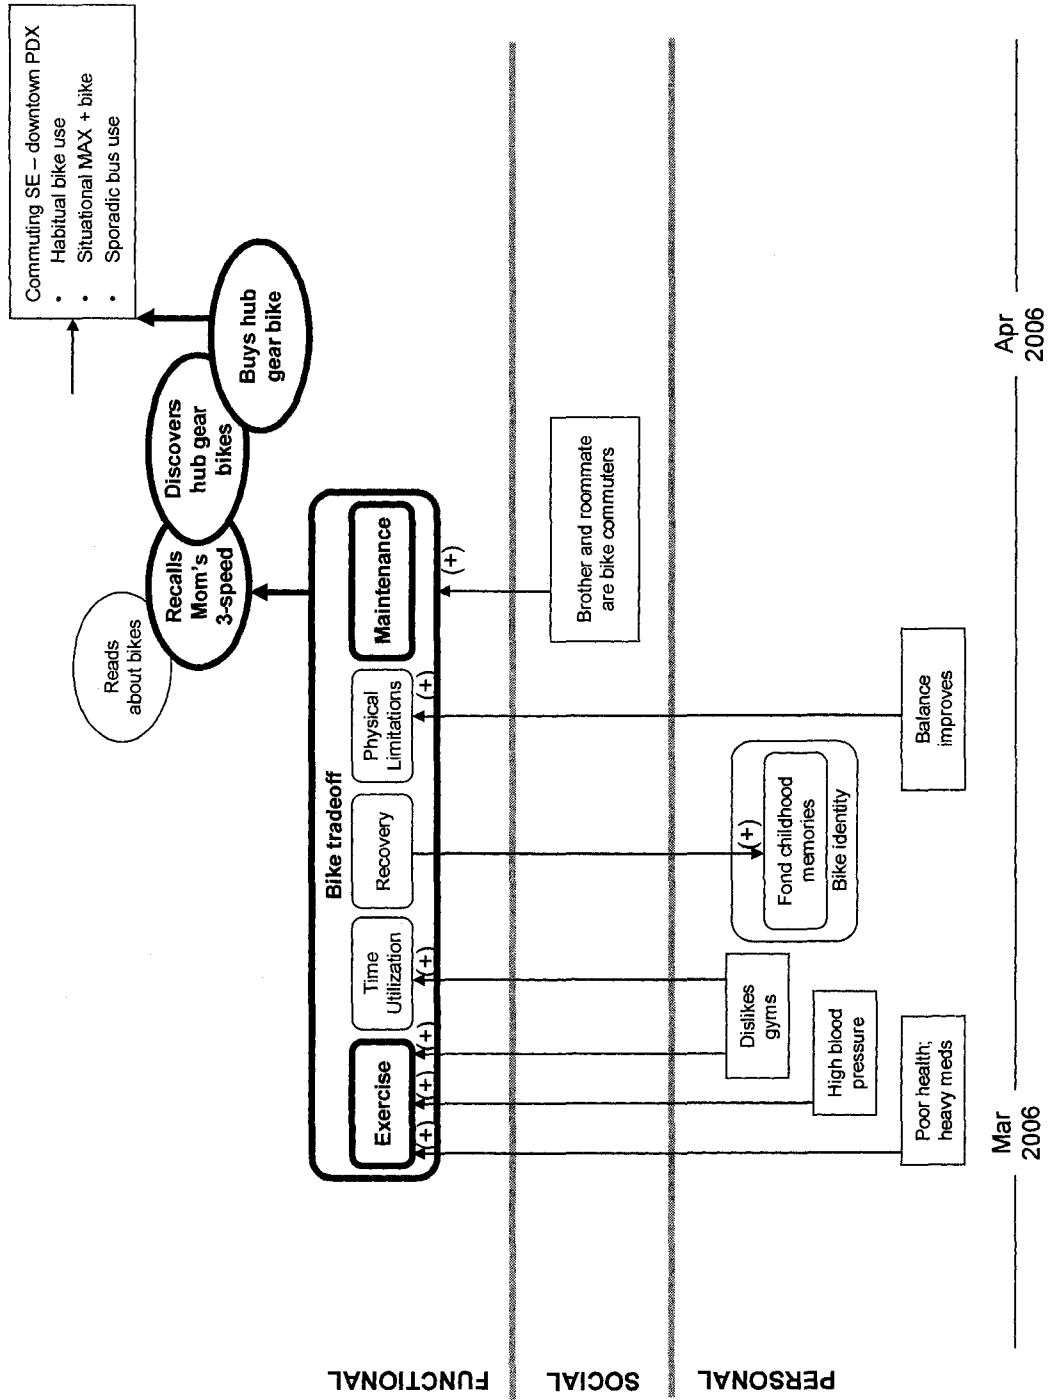 Commuting SE – downtown PDX
• Habitual bike use
• Situational MAX + bike
• Sporadic bus use
Reads
about bikes
Recalls
Mom's
3-speed
Discovers
hub gear
bikes
Buys hub
gear bike
FUNCTIONAL
Bike tradeoff
Exercise
Time
Utilization
Recovery
Physical
Limitations
Maintenance
(+)
(+)
(+)
(+)
(+)
(+)
SOCIAL
Brother and roommate
are bike commuters
PERSONAL
Dislikes
gyms
High blood
pressure
Poor health;
heavy meds
(+)
Fond childhood
memories
Bike identity
Balance
improves
Mar
2006
Apr
2006